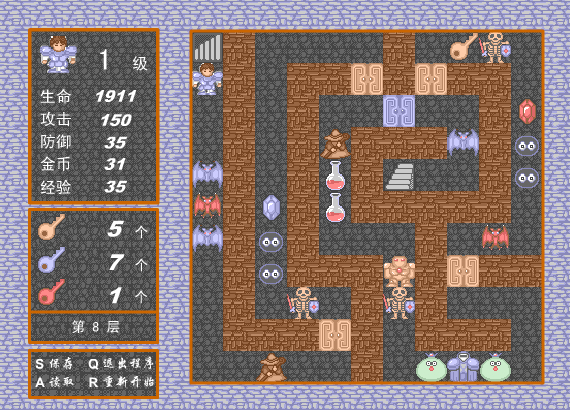 1 级
生命 1911
攻击 150
防御 35
金币 31
经验 35
5 个
7 个
1 个
第 8 层
S 保存 Q 退出程序
A 读取 R 重新开始